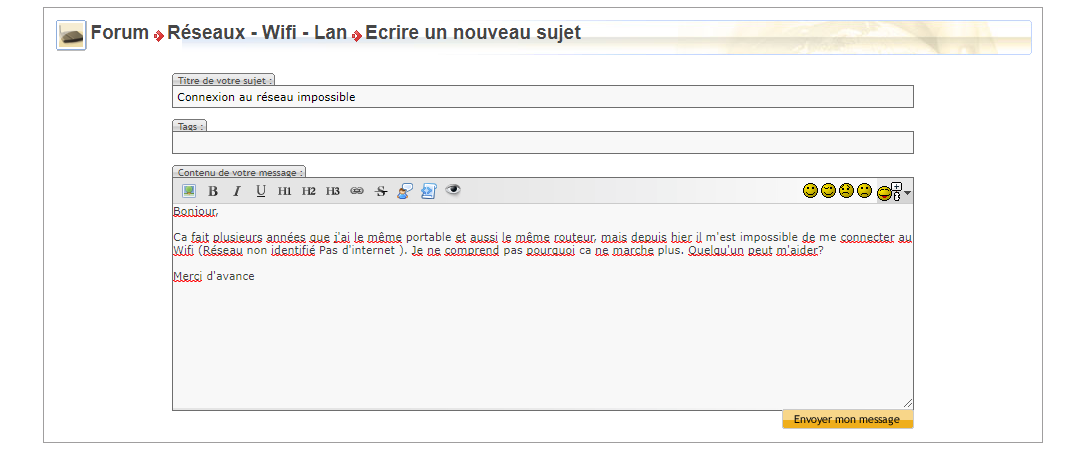 Forum Réseaux - Wifi - Lan Ecrire un nouveau sujet
Titre de votre sujet :
Connexion au réseau impossible
Tags :
Contenu de votre message :
B I U H1 H2 H3 S
Bonjour,
Ca fait plusieurs années que j'ai le même portable et aussi le même routeur, mais depuis hier il m'est impossible de me connecter au
Wifi (Réseau non identifié Pas d'internet ). Je ne comprend pas pourquoi ca ne marche plus. Quelqu'un peut m'aider?
Merci d'avance
Envoyer mon message